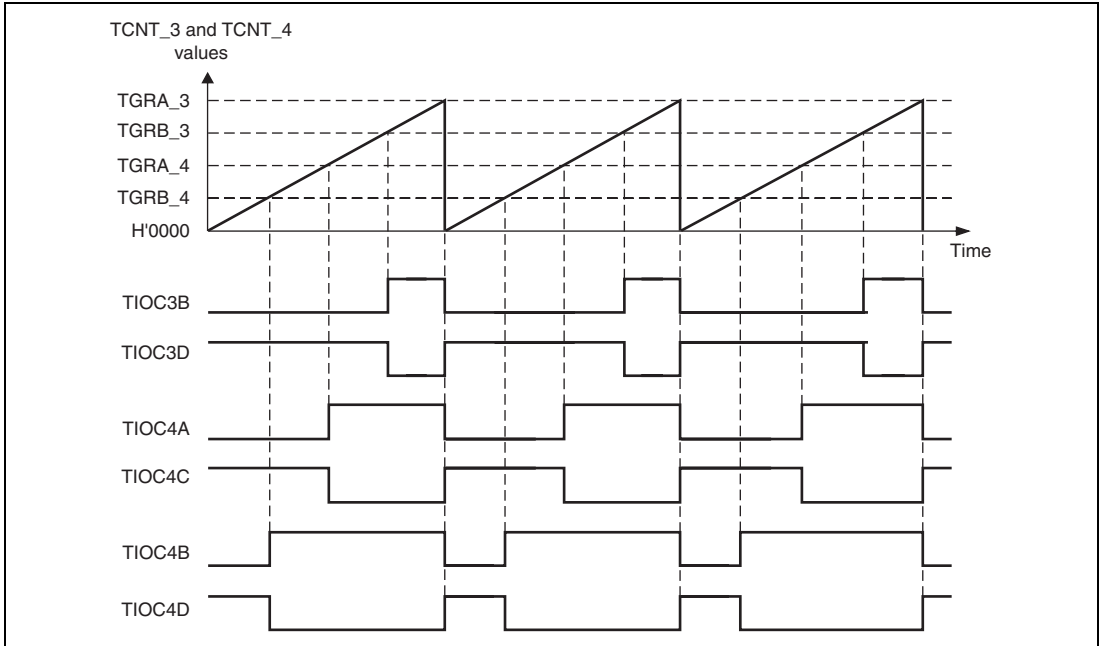 TCNT_3 and TCNT_4
values
TGRA_3
TGRB_3
TGRA_4
TGRB_4
H'0000
Time
TIOC3B
TIOC3D
TIOC4A
TIOC4C
TIOC4B
TIOC4D